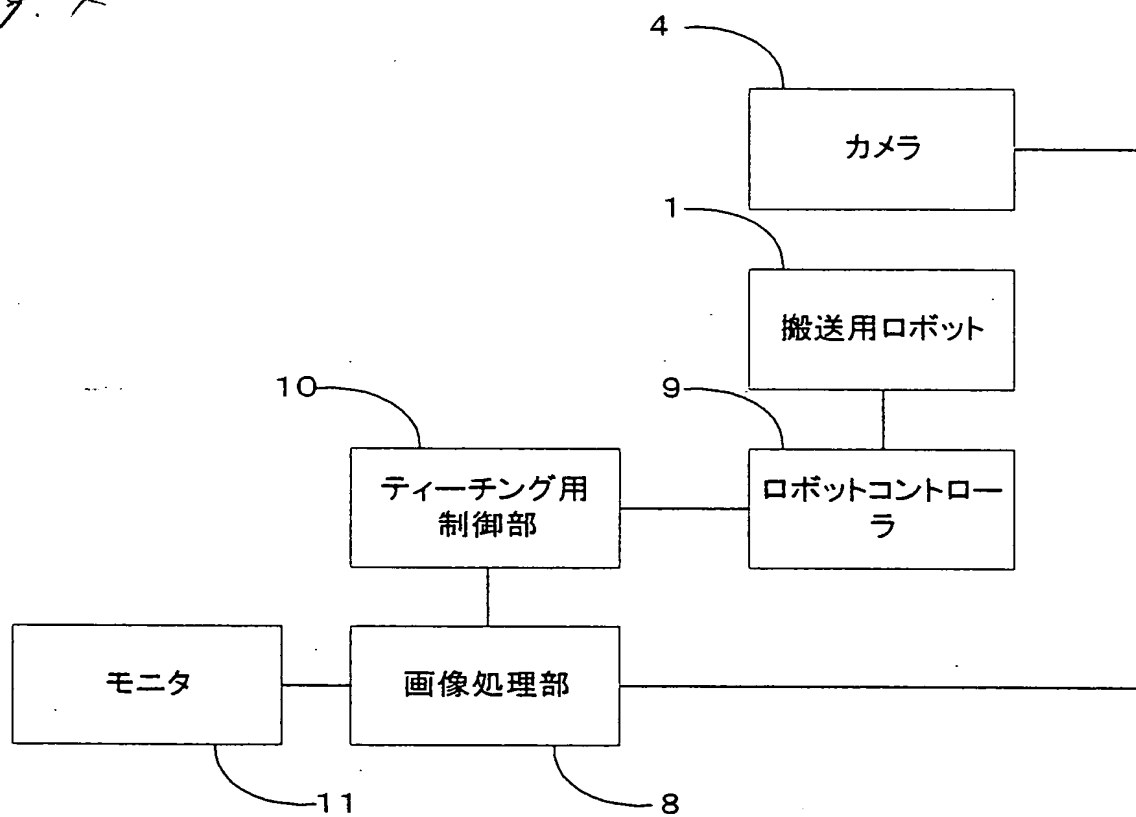 4
カメラ
1
搬送用ロボット
10
9
ティーチング用
制御部
ロボットコントロー
ラ
モニタ
画像処理部
11
8